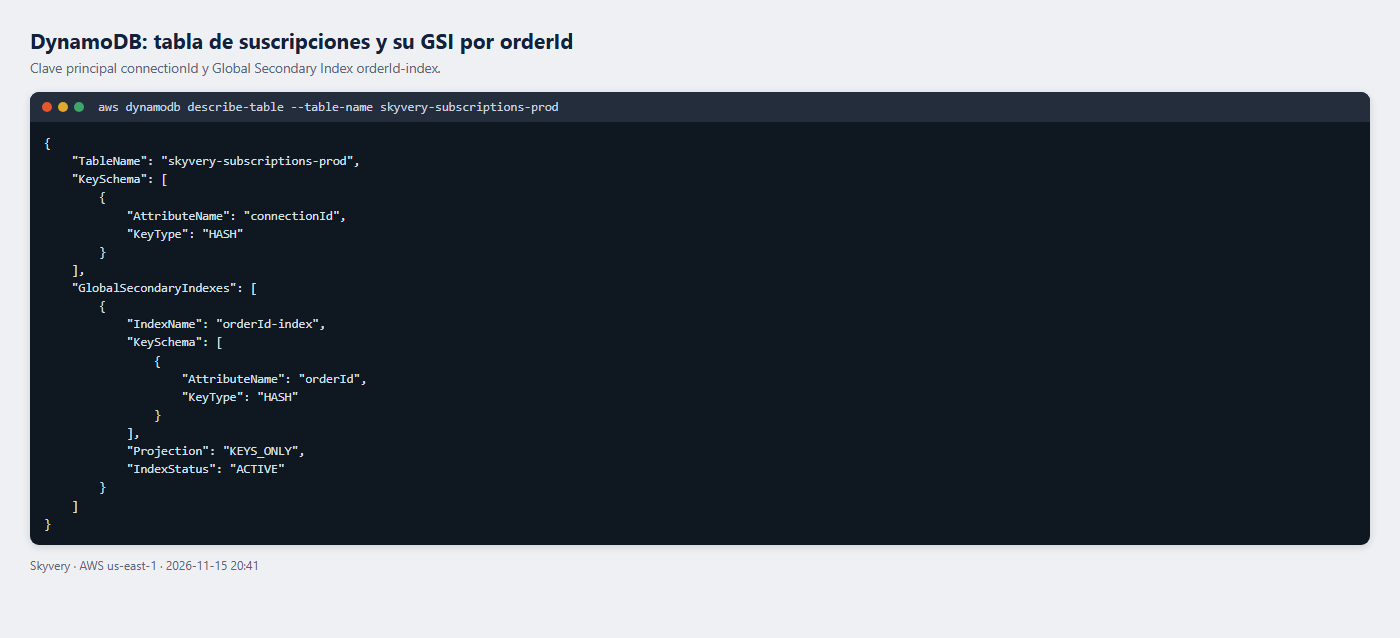 DynamoDB: tabla de suscripciones y su GSI por orderId
Clave principal connectionId y Global Secondary Index orderId-index.
aws dynamodb describe-table --table-name skyvery-subscriptions-prod
{
    "TableName": "skyvery-subscriptions-prod",
    "KeySchema": [
        {
            "AttributeName": "connectionId",
            "KeyType": "HASH"
        }
    ],
    "GlobalSecondaryIndexes": [
        {
            "IndexName": "orderId-index",
            "KeySchema": [
                {
                    "AttributeName": "orderId",
                    "KeyType": "HASH"
                }
            ],
            "Projection": "KEYS_ONLY",
            "IndexStatus": "ACTIVE"
        }
    ]
}
Skyvery · AWS us-east-1 · 2026-11-15 20:41